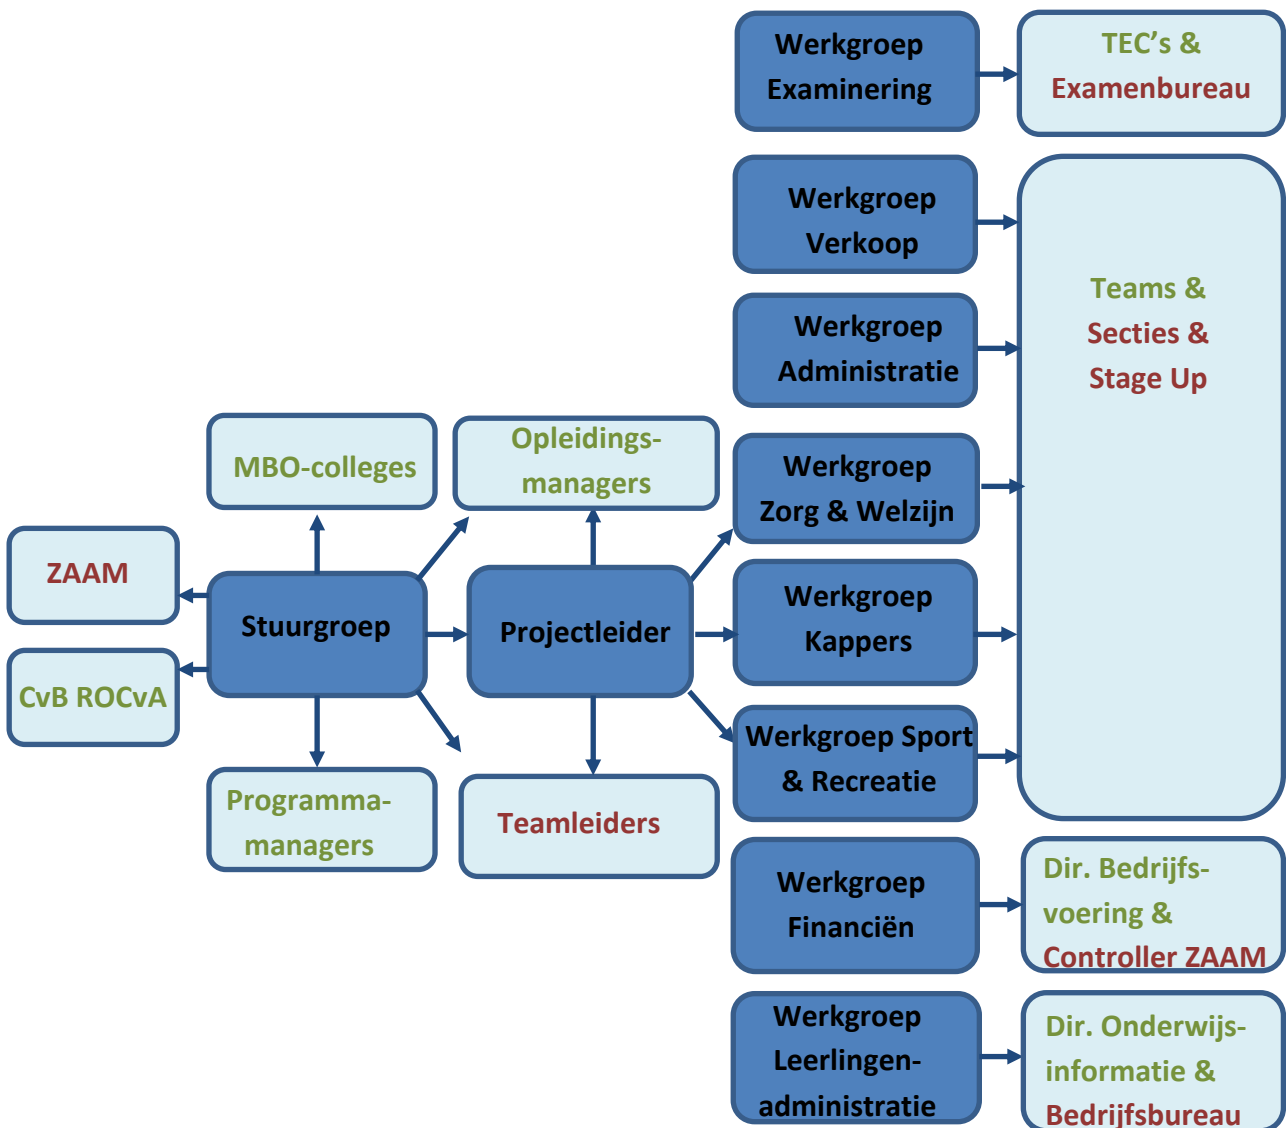 Werkgroep
Examinering
TEC's &
Examenbureau
Werkgroep
Verkoop
Werkgroep
Administratie
Teams &
Secties &
Stage Up
MBO-colleges
Opleidings-
managers
Werkgroep
Zorg & Welzijn
ZAAM
CvB ROCvA
Stuurgroep
Projectleider
Werkgroep
Kappers
Programma-
managers
Teamleiders
Werkgroep Sport
& Recreatie
Werkgroep
Financiën
Dir. Bedrijfs-
voering &
Controller ZAAM
Werkgroep
Leerlingen-
administratie
Dir. Onderwijs-
informatie &
Bedrijfsbureau